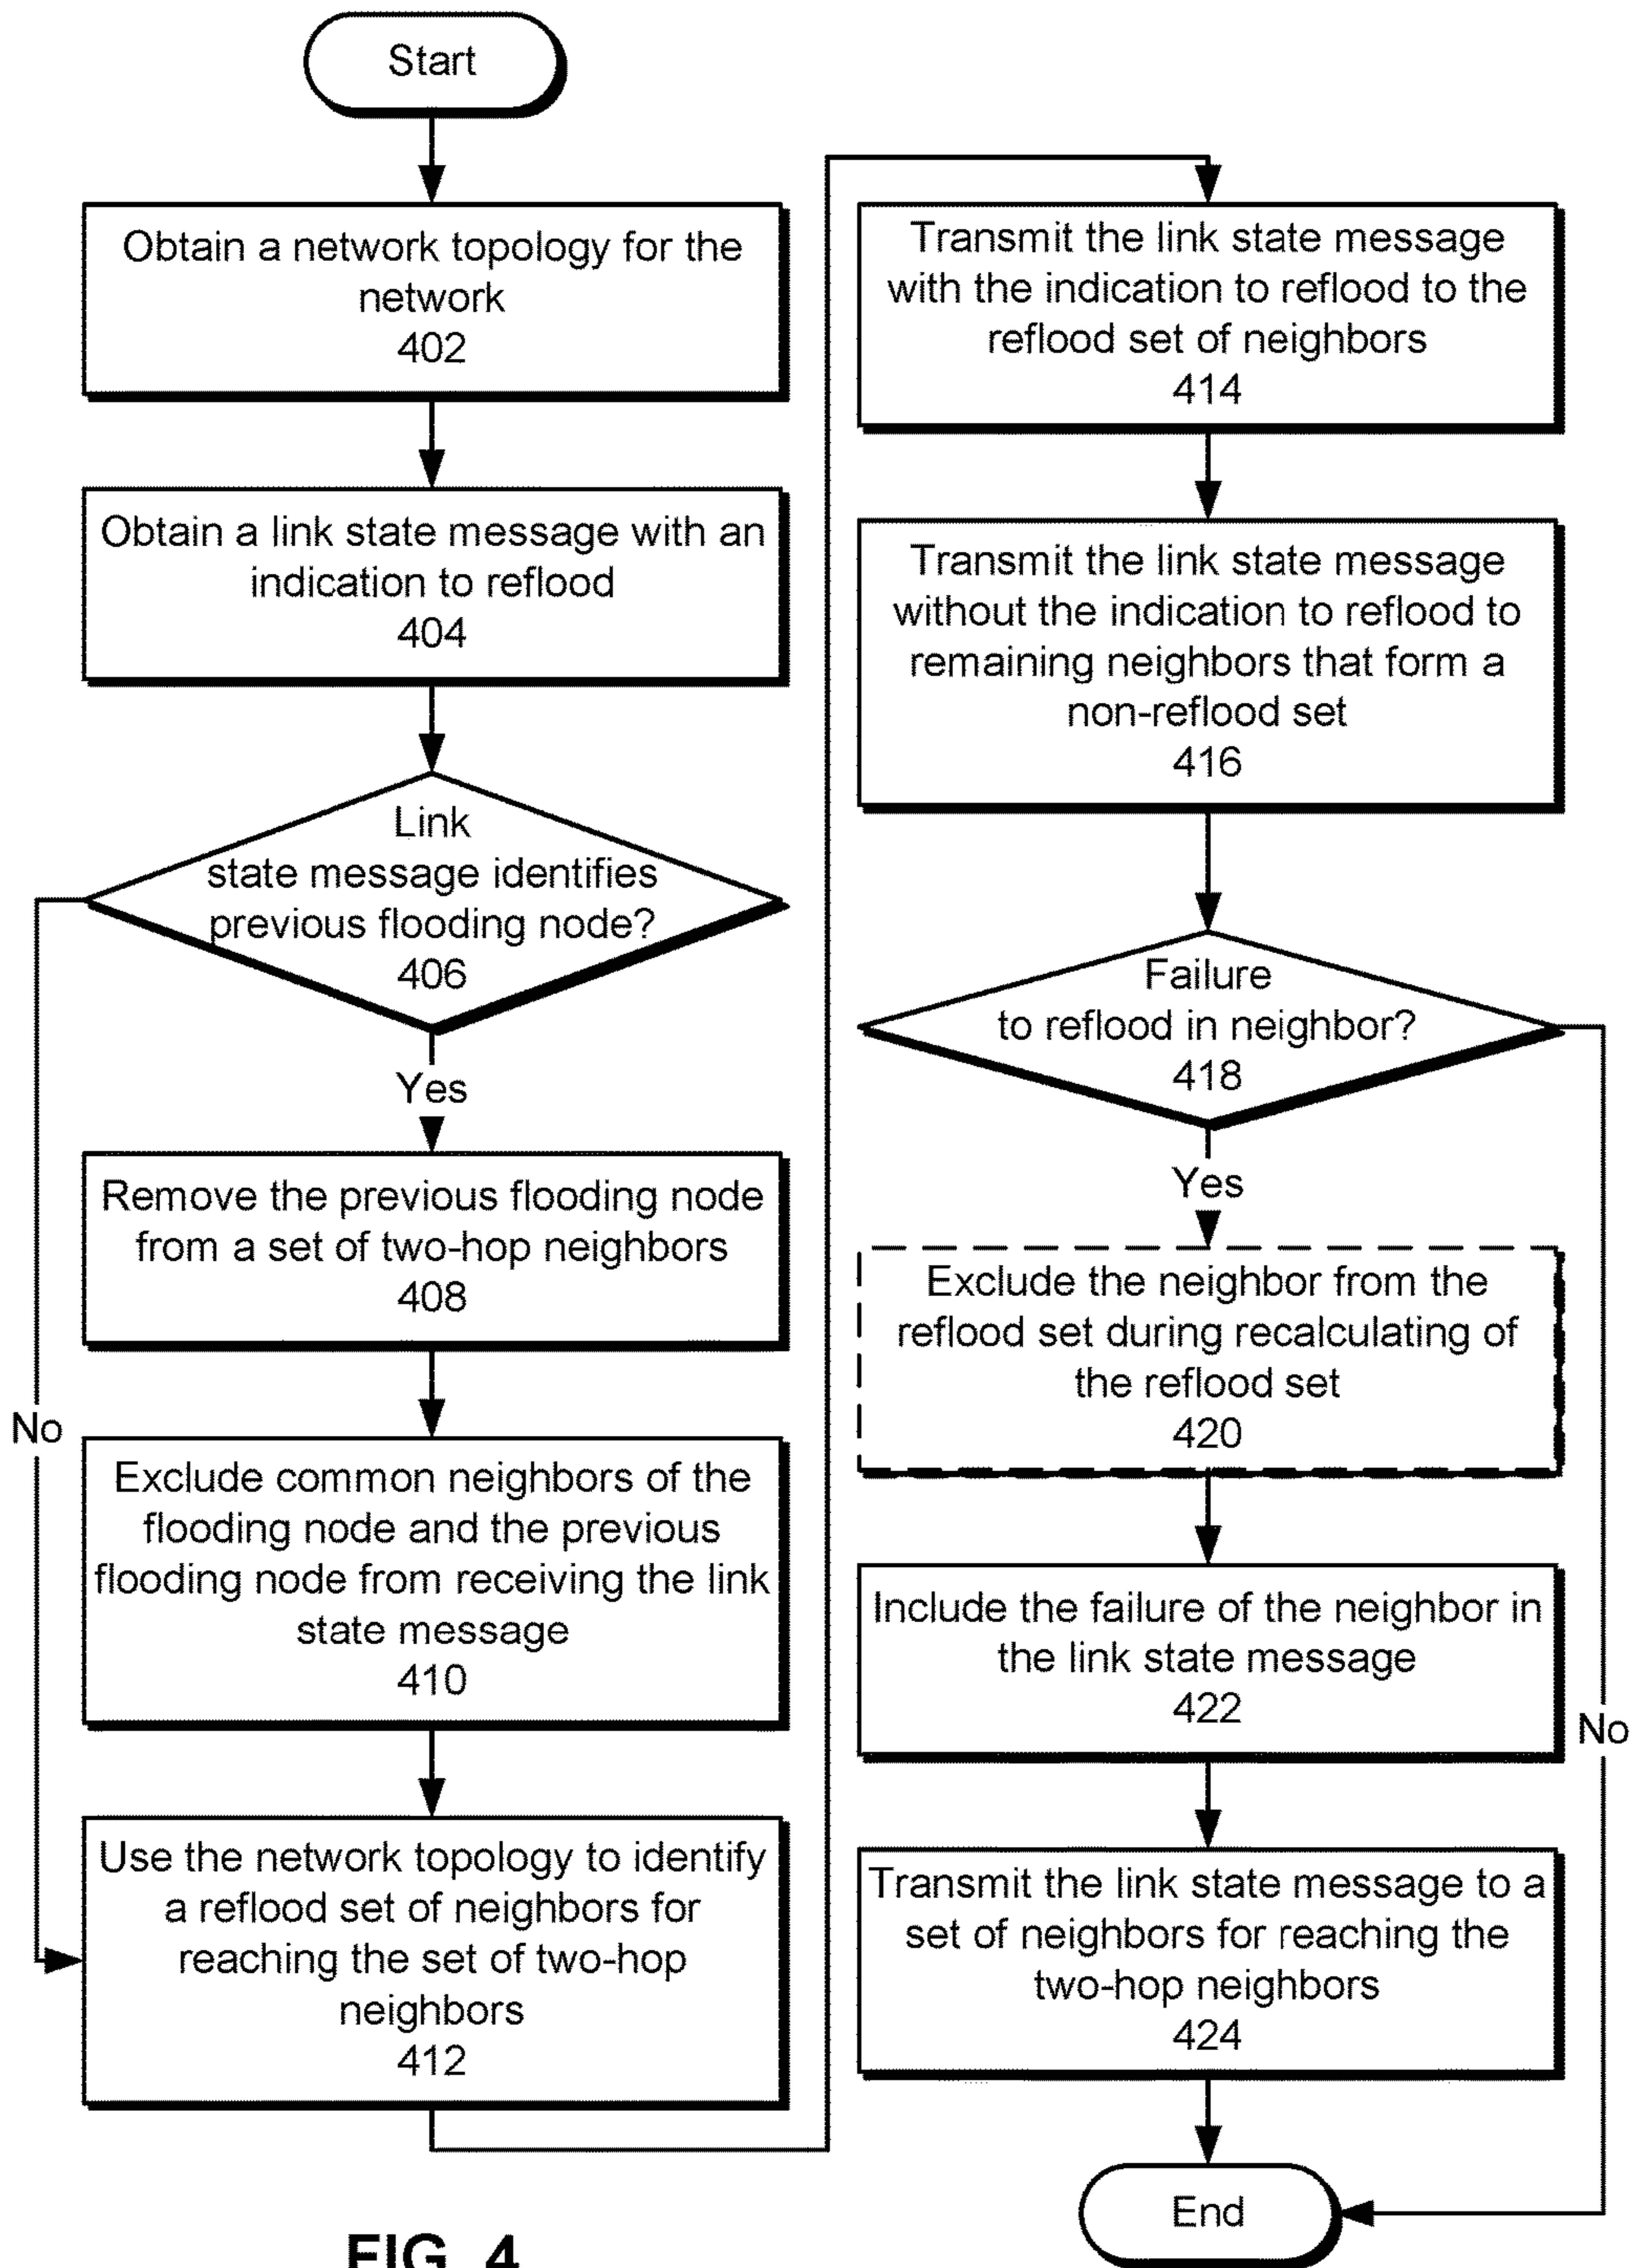 Start
Obtain a network topology for the
network
402
Obtain a link state message with an
indication to reflood
404
Link
state message identifies
previous flooding node?
406
Yes
Remove the previous flooding node
from a set of two-hop neighbors
408
No
Exclude common neighbors of the
flooding node and the previous
flooding node from receiving the link
state message
410
Use the network topology to identify
a reflood set of neighbors for
reaching the set of two-hop
neighbors
412
Transmit the link state message
with the indication to reflood to the
reflood set of neighbors
414
Transmit the link state message
without the indication to reflood to
remaining neighbors that form a
non-reflood set
416
Failure
to reflood in neighbor?
418
Yes
Exclude the neighbor from the
reflood set during recalculating of
the reflood set
420
Include the failure of the neighbor in
the link state message
422
No
Transmit the link state message to a
set of neighbors for reaching the
two-hop neighbors
424
End
FIG. 4